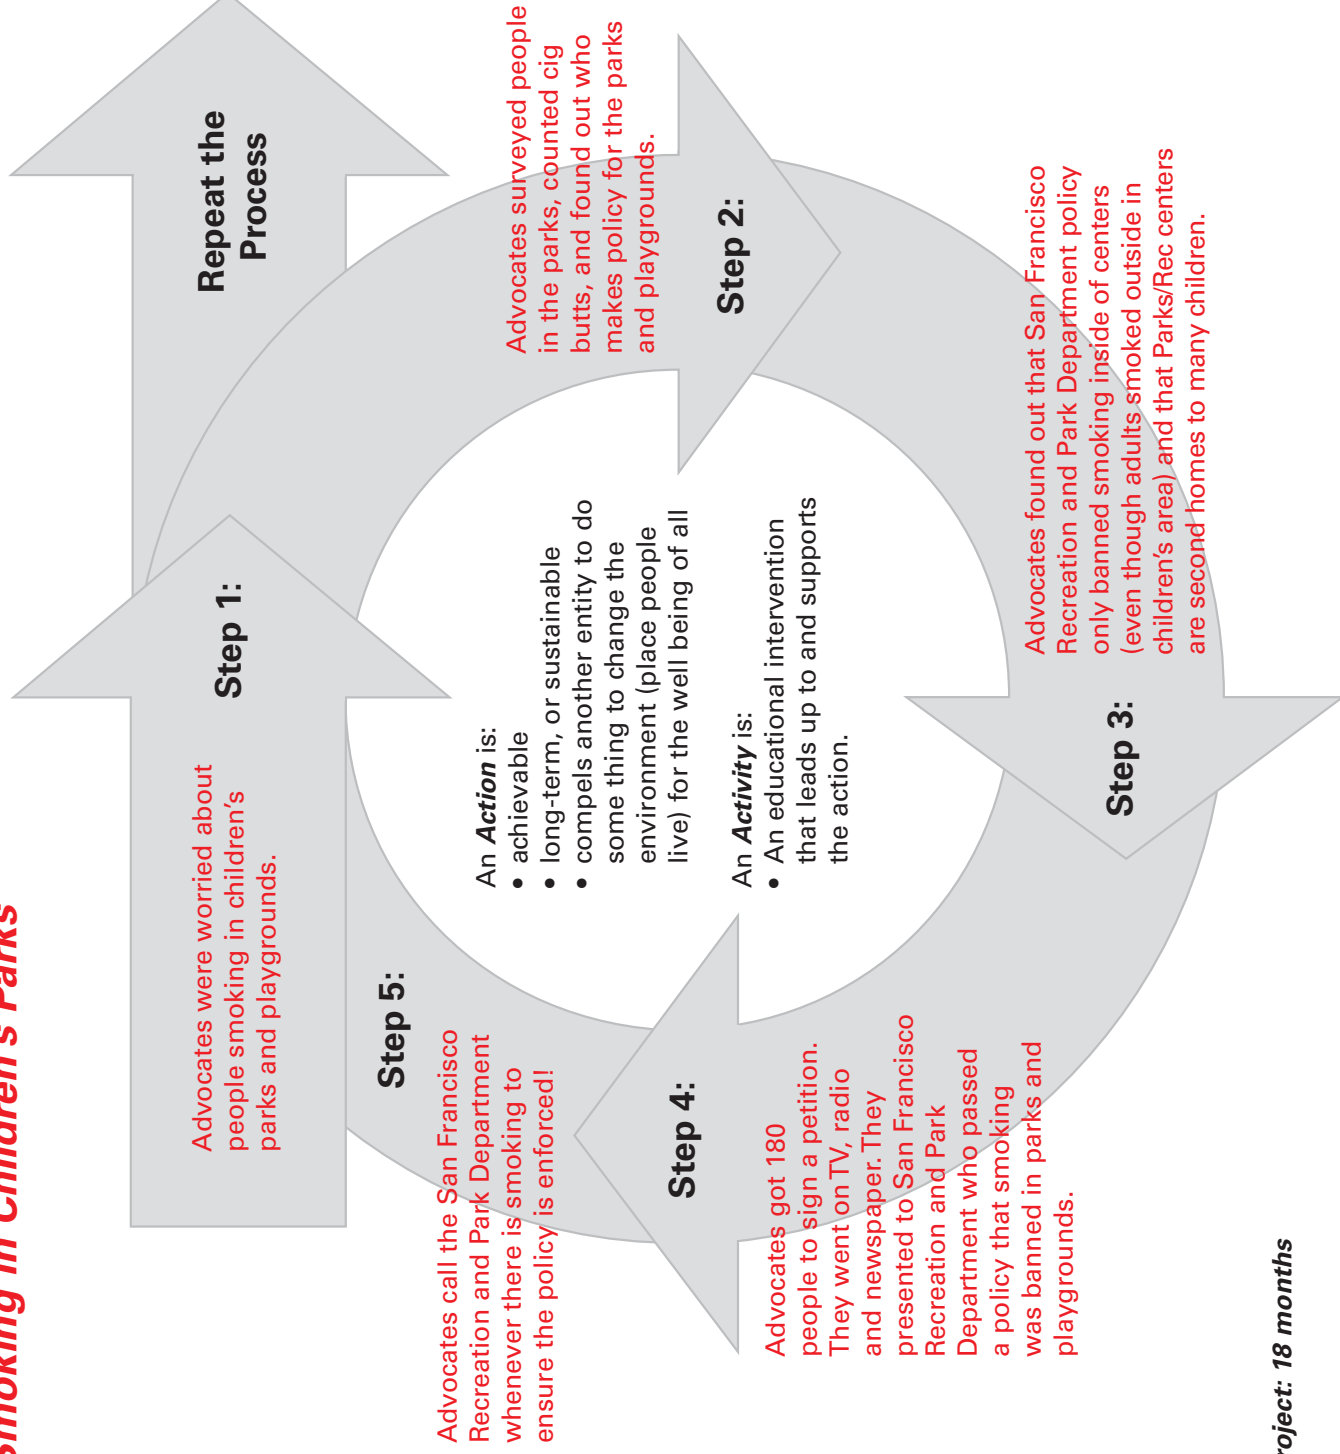 Smoking in Children's Parks
Step 1:
Advocates were worried about
people smoking in children's
parks and playgrounds.
Step 2:
Advocates surveyed people
in the parks, counted cig
butts, and found out who
makes policy for the parks
and playgrounds.
Step 3:
Advocates found out that San Francisco
Recreation and Park Department policy
only banned smoking inside of centers
(even though adults smoked outside in
children's area) and that Parks/Rec centers
are second homes to many children.
Step 4:
Advocates got 180
people to sign a petition.
They went on TV, radio
and newspaper. They
presented to San Francisco
Recreation and Park
Department who passed
a policy that smoking
was banned in parks and
playgrounds.
Step 5:
Advocates call the San Francisco
Recreation and Park Department
whenever there is smoking to
ensure the policy is enforced!
Repeat the
Process
An Action is:
• achievable
• long-term, or sustainable
• compels another entity to do
some thing to change the
environment (place people
live) for the well being of all
An Activity is:
• An educational intervention
that leads up to and supports
the action.
roject: 18 months